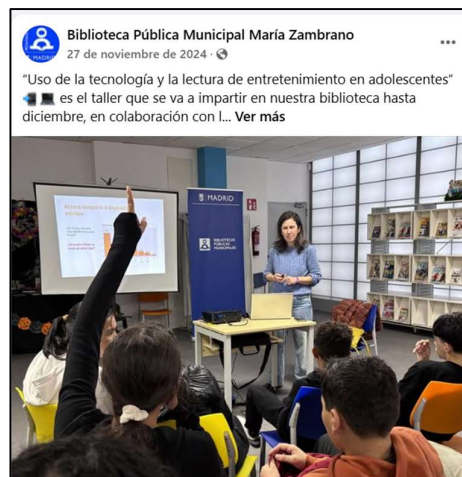 Biblioteca Pública Municipal María Zambrano
27 de noviembre de 2024 ·
“Uso de la tecnología y la lectura de entretenimiento en adolescentes”
es el taller que se va a impartir en nuestra biblioteca hasta
diciembre, en colaboración con l... Ver más
MADRID
BIBLIOTECAS
PÚBLICAS
MUNICIPALES